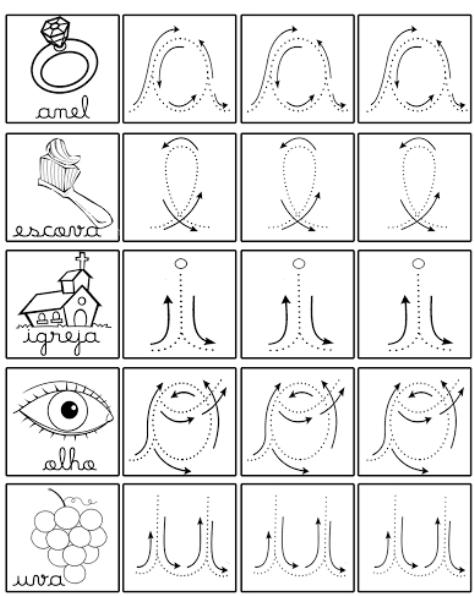 anel a a a
escova e e e
igreja i i i
olho o o o
uva u u u